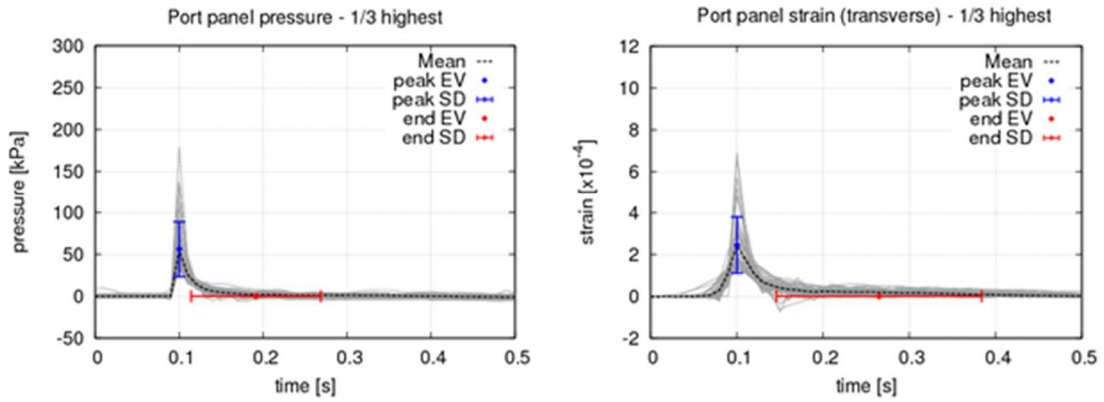 Port panel pressure - 1/3 highest
pressure [kPa]
300
250
200
150
100
50
0
-50
Mean
peak EV
peak SD
end EV
end SD
0 0.1 0.2 0.3 0.4 0.5
time [s]
Port panel strain (transverse) - 1/3 highest
strain [x10⁻⁴]
12
10
8
6
4
2
0
-2
Mean
peak EV
peak SD
end EV
end SD
0 0.1 0.2 0.3 0.4 0.5
time [s]